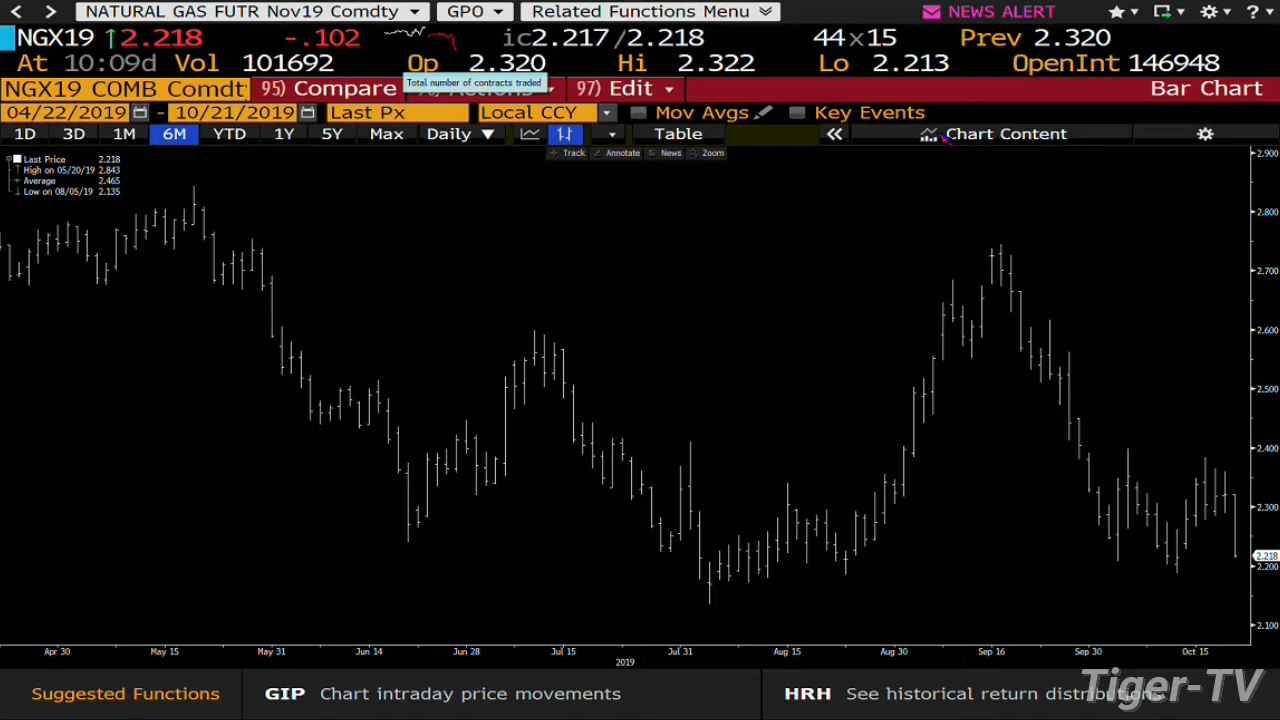 NATURAL GAS FUTR Nov19 Comdty GPO Related Functions Menu NEWS ALERT ?
NGX19 ↑2.218 -.102 ic2.217/2.218 44x15 Prev 2.320
At 10:09d Vol 101692 Op 2.320 Hi 2.322 Lo 2.213 OpenInt 146948
Total number of contracts traded
NGX19 COMB Comdt 95) Compare Actions 97) Edit Bar Chart
04/22/2019 - 10/21/2019 Last Px Local CCY Mov Avgs Key Events
1D 3D 1M 6M YTD 1Y 5Y Max Daily ▼ Table « Chart Content
Track Annotate News Zoom
Last Price 2.218
High on 05/20/19 2.843
Average 2.465
Low on 08/05/19 2.135
2.900
2.800
2.700
2.600
2.500
2.400
2.300
2.218
2.200
2.100
Apr 30 May 15 May 31 Jun 14 Jun 28 Jul 15 Jul 31 Aug 15 Aug 30 Sep 16 Sep 30 Oct 15
2019
Suggested Functions GIP Chart intraday price movements HRH See historical return distributions
Tiger-TV